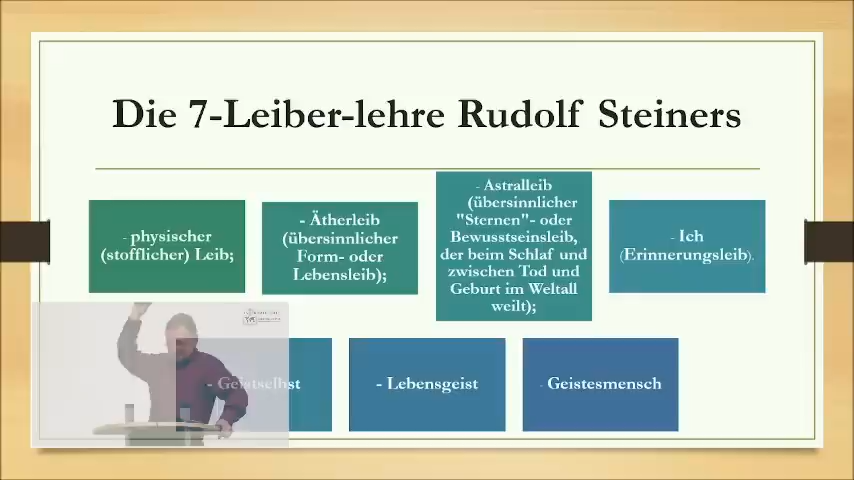 Die 7-Leiber-lehre Rudolf Steiners
- physischer
(stofflicher) Leib;
- Ätherleib
(übersinnlicher
Form- oder
Lebensleib);
- Astralleib
(übersinnlicher
"Sternen"- oder
Bewusstseinsleib,
der beim Schlaf und
zwischen Tod und
Geburt im Weltall
weilt);
- Ich
(Erinnerungsleib).
- Geistselbst
- Lebensgeist
- Geistesmensch